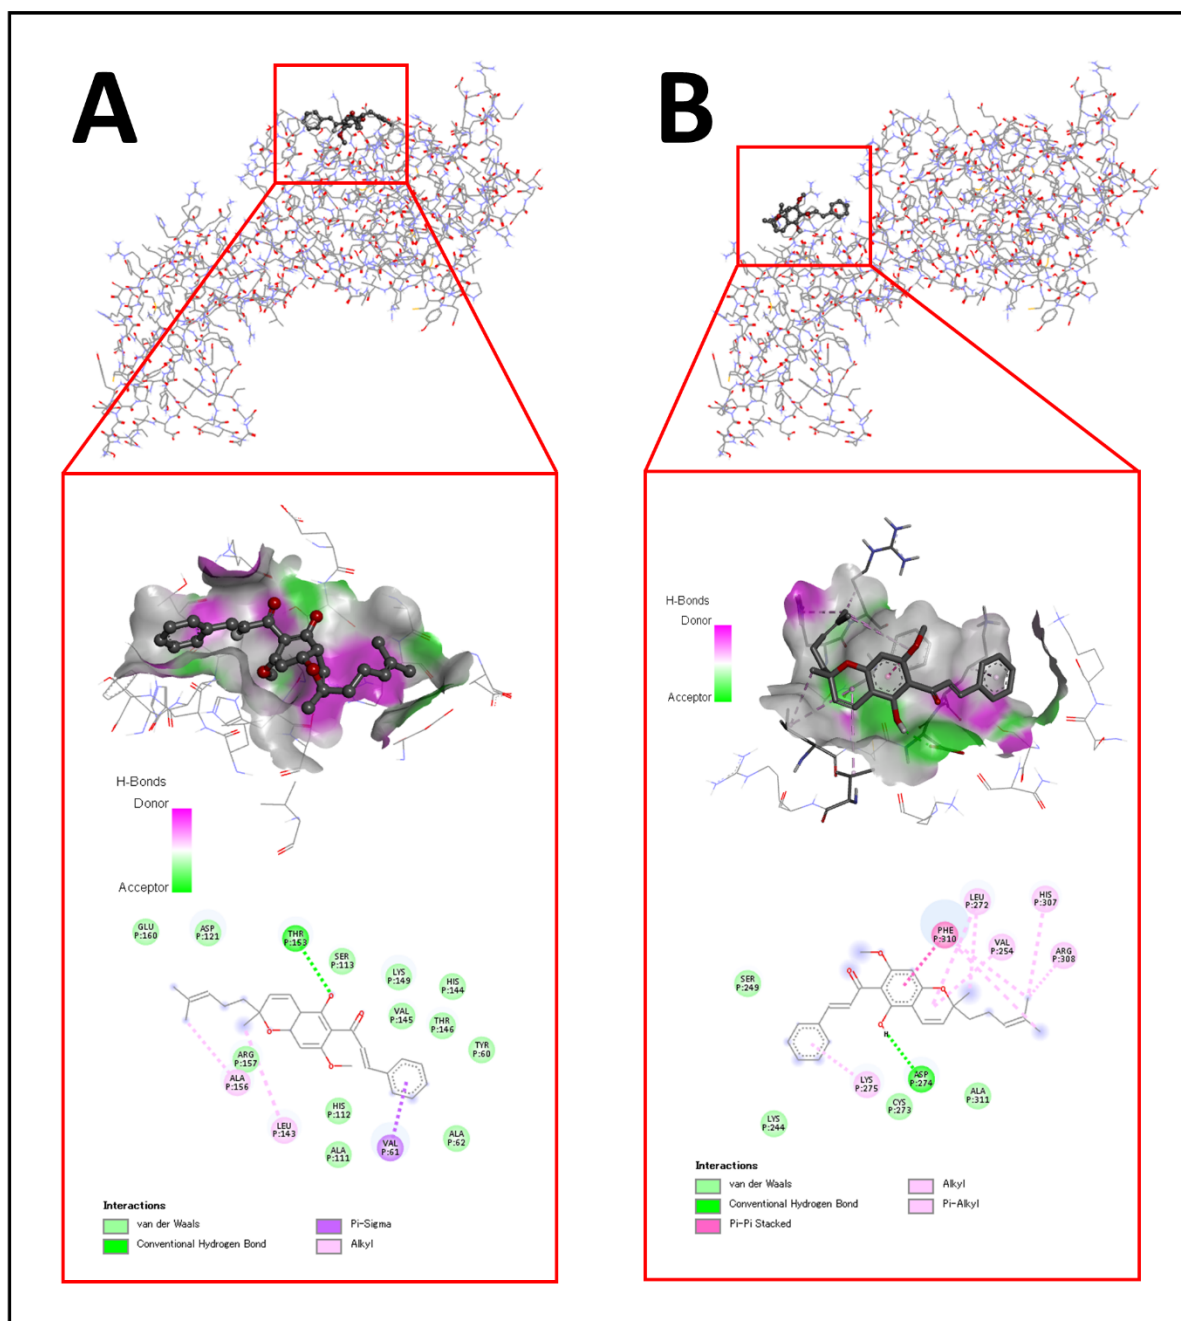 A
B
H-Bonds
Donor
Acceptor
GLU
P:160
ASP
P:121
THR
P:153
SER
P:113
LYS
P:149
HIS
P:144
VAL
P:145
THR
P:146
TYR
P:60
ARG
P:157
ALA
P:156
LEU
P:143
HIS
P:112
ALA
P:111
VAL
P:61
ALA
P:62
Interactions
van der Waals
Conventional Hydrogen Bond
Pi-Sigma
Alkyl
H-Bonds
Donor
Acceptor
LEU
P:272
HIS
P:307
PHE
P:310
VAL
P:254
ARG
P:308
SER
P:249
H
LYS
P:275
ASP
P:274
CYS
P:273
ALA
P:311
LYS
P:244
Interactions
van der Waals
Conventional Hydrogen Bond
Pi-Pi Stacked
Alkyl
Pi-Alkyl